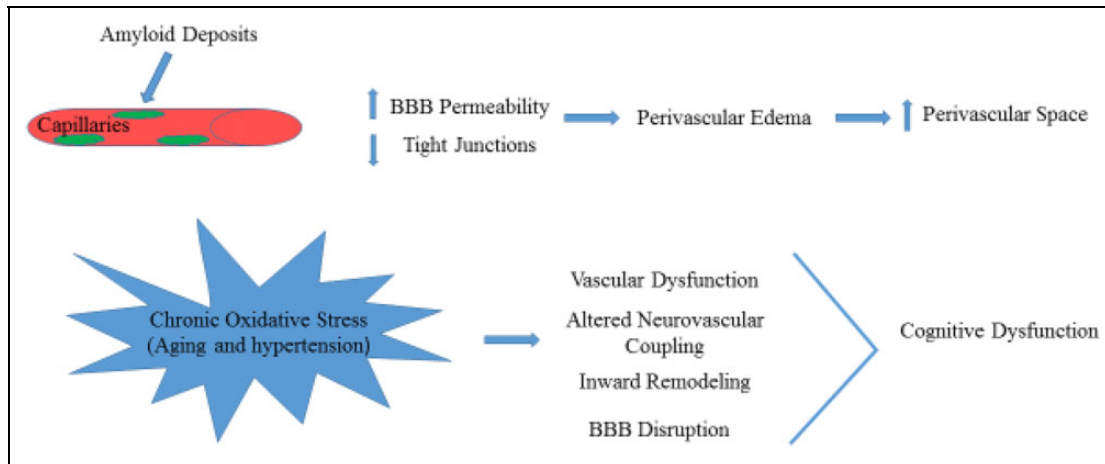 Amyloid Deposits
Capillaries
BBB Permeability
Tight Junctions
Perivascular Edema
Perivascular Space
Chronic Oxidative Stress
(Aging and hypertension)
Vascular Dysfunction
Altered Neurovascular
Coupling
Inward Remodeling
BBB Disruption
Cognitive Dysfunction